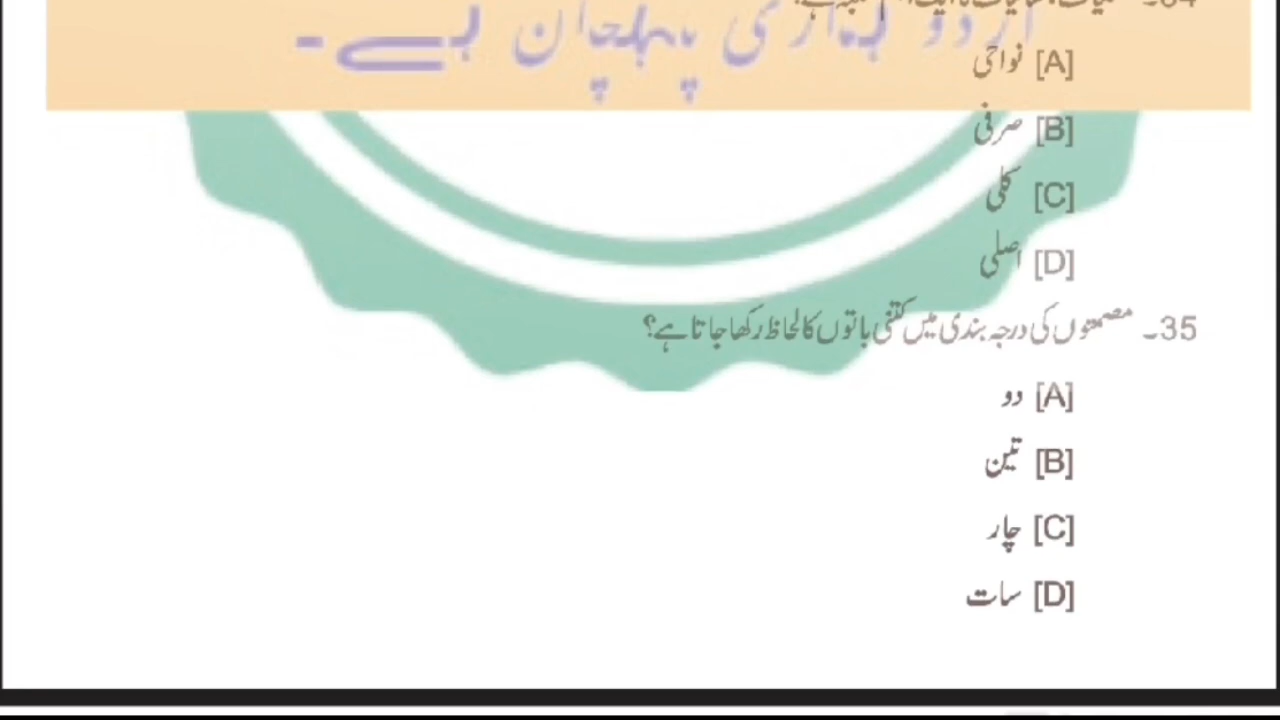 اردو ہماری پہچان ہے۔
[A] نواحی
[B] صرفی
[C] کلی
[D] اصلی
35۔ مصمتوں کی درجہ بندی میں کتنی باتوں کا لحاظ رکھا جاتا ہے؟
[A] دو
[B] تین
[C] چار
[D] سات